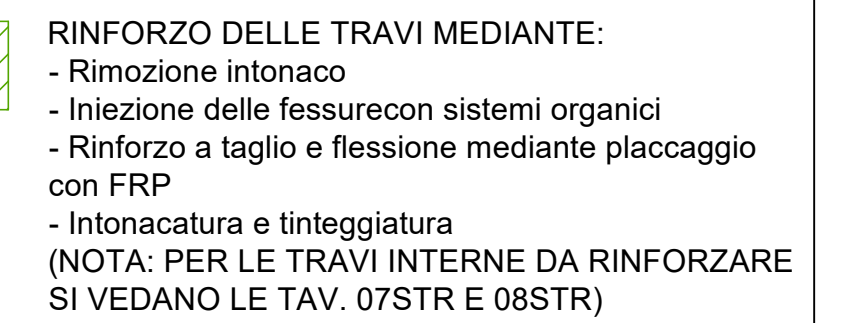 RINFORZO DELLE TRAVI MEDIANTE:
- Rimozione intonaco
- Iniezione delle fessurecon sistemi organici
- Rinforzo a taglio e flessione mediante placcaggio
con FRP
- Intonacatura e tinteggiatura
(NOTA: PER LE TRAVI INTERNE DA RINFORZARE
SI VEDANO LE TAV. 07STR E 08STR)